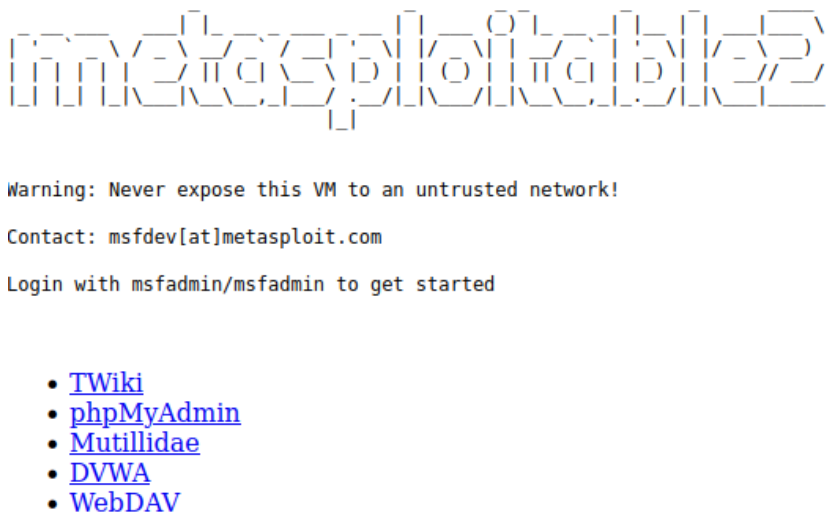 metasploitable2
Warning: Never expose this VM to an untrusted network!
Contact: msfdev[at]metasploit.com
Login with msfadmin/msfadmin to get started
TWiki
phpMyAdmin
Mutillidae
DVWA
WebDAV